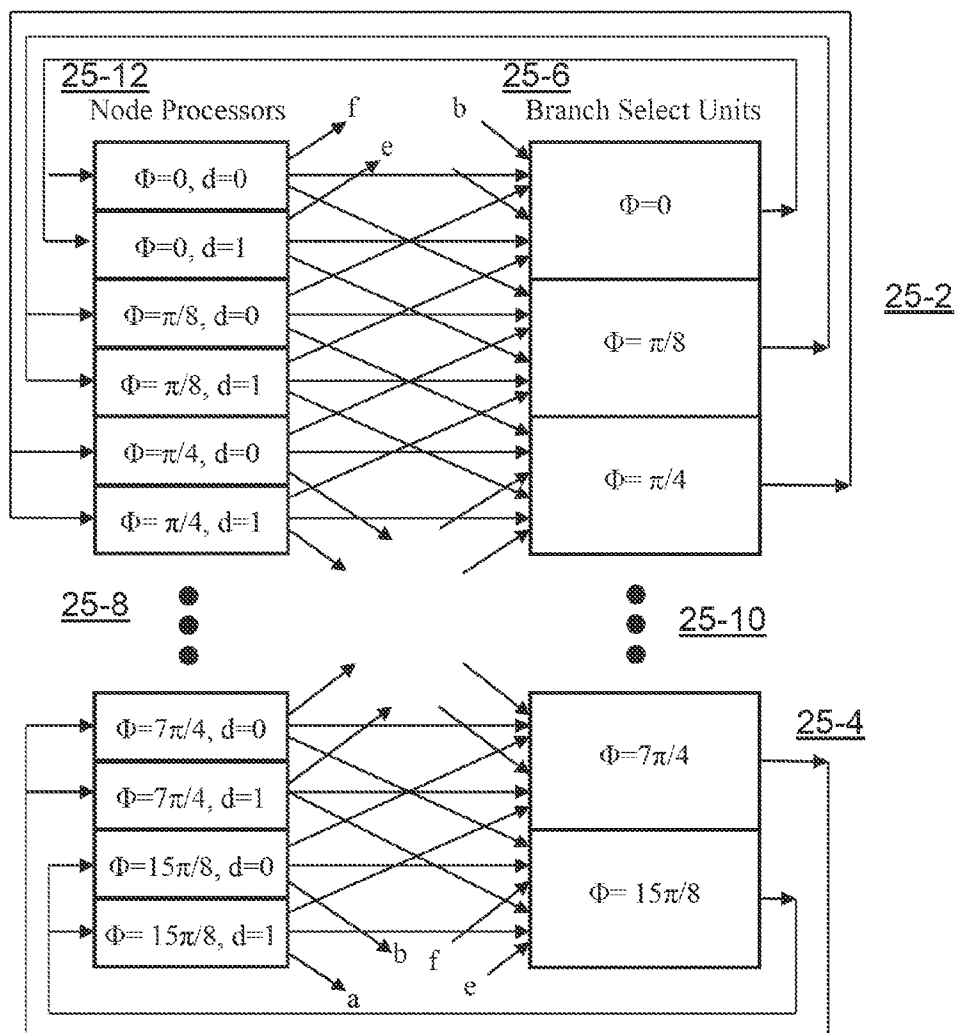 25-12
25-6
Node Processors
f
b
Branch Select Units
e
Φ=0, d=0
Φ=0, d=1
Φ=π/8, d=0
Φ= π/8, d=1
Φ=π/4, d=0
Φ= π/4, d=1
Φ=0
Φ= π/8
Φ= π/4
25-2
25-8
25-10
Φ=7π/4, d=0
Φ=7π/4, d=1
Φ=15π/8, d=0
Φ= 15π/8, d=1
Φ=7π/4
Φ= 15π/8
25-4
b
f
a
e